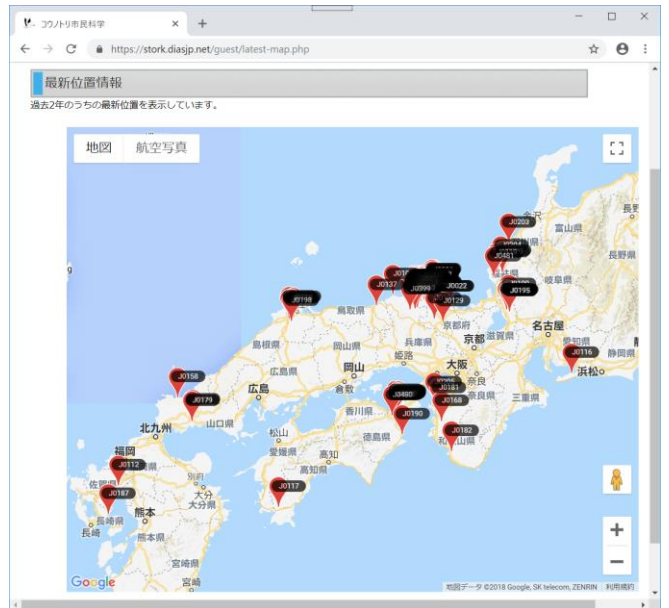 コウノトリ市民科学
https://stork.diasjp.net/guest/latest-map.php
最新位置情報
過去2年のうちの最新位置を表示しています。
地図 航空写真
J0203
富山県
J0481
長野県
岐阜県
J0137
J0399
J0022
J0195
J0129
鳥取県
京都府
名古屋
島根県
岡山県
兵庫県
京都
滋賀県
J0116
静岡県
姫路
大阪
浜松
J0158
広島県
岡山
奈良
J0181
広島
倉敷
J0480
J0168
奈良県
三重県
J0179
香川県
J0190
山口県
北九州
松山
徳島県
J0182
福岡
愛媛県
高知
J0112
高知県
別府
J0117
J0187
大分
大分県
熊本
長崎県
長崎
熊本県
宮崎県
宮崎
Google
地図データ ©2018 Google, SK telecom, ZENRIN 利用規約